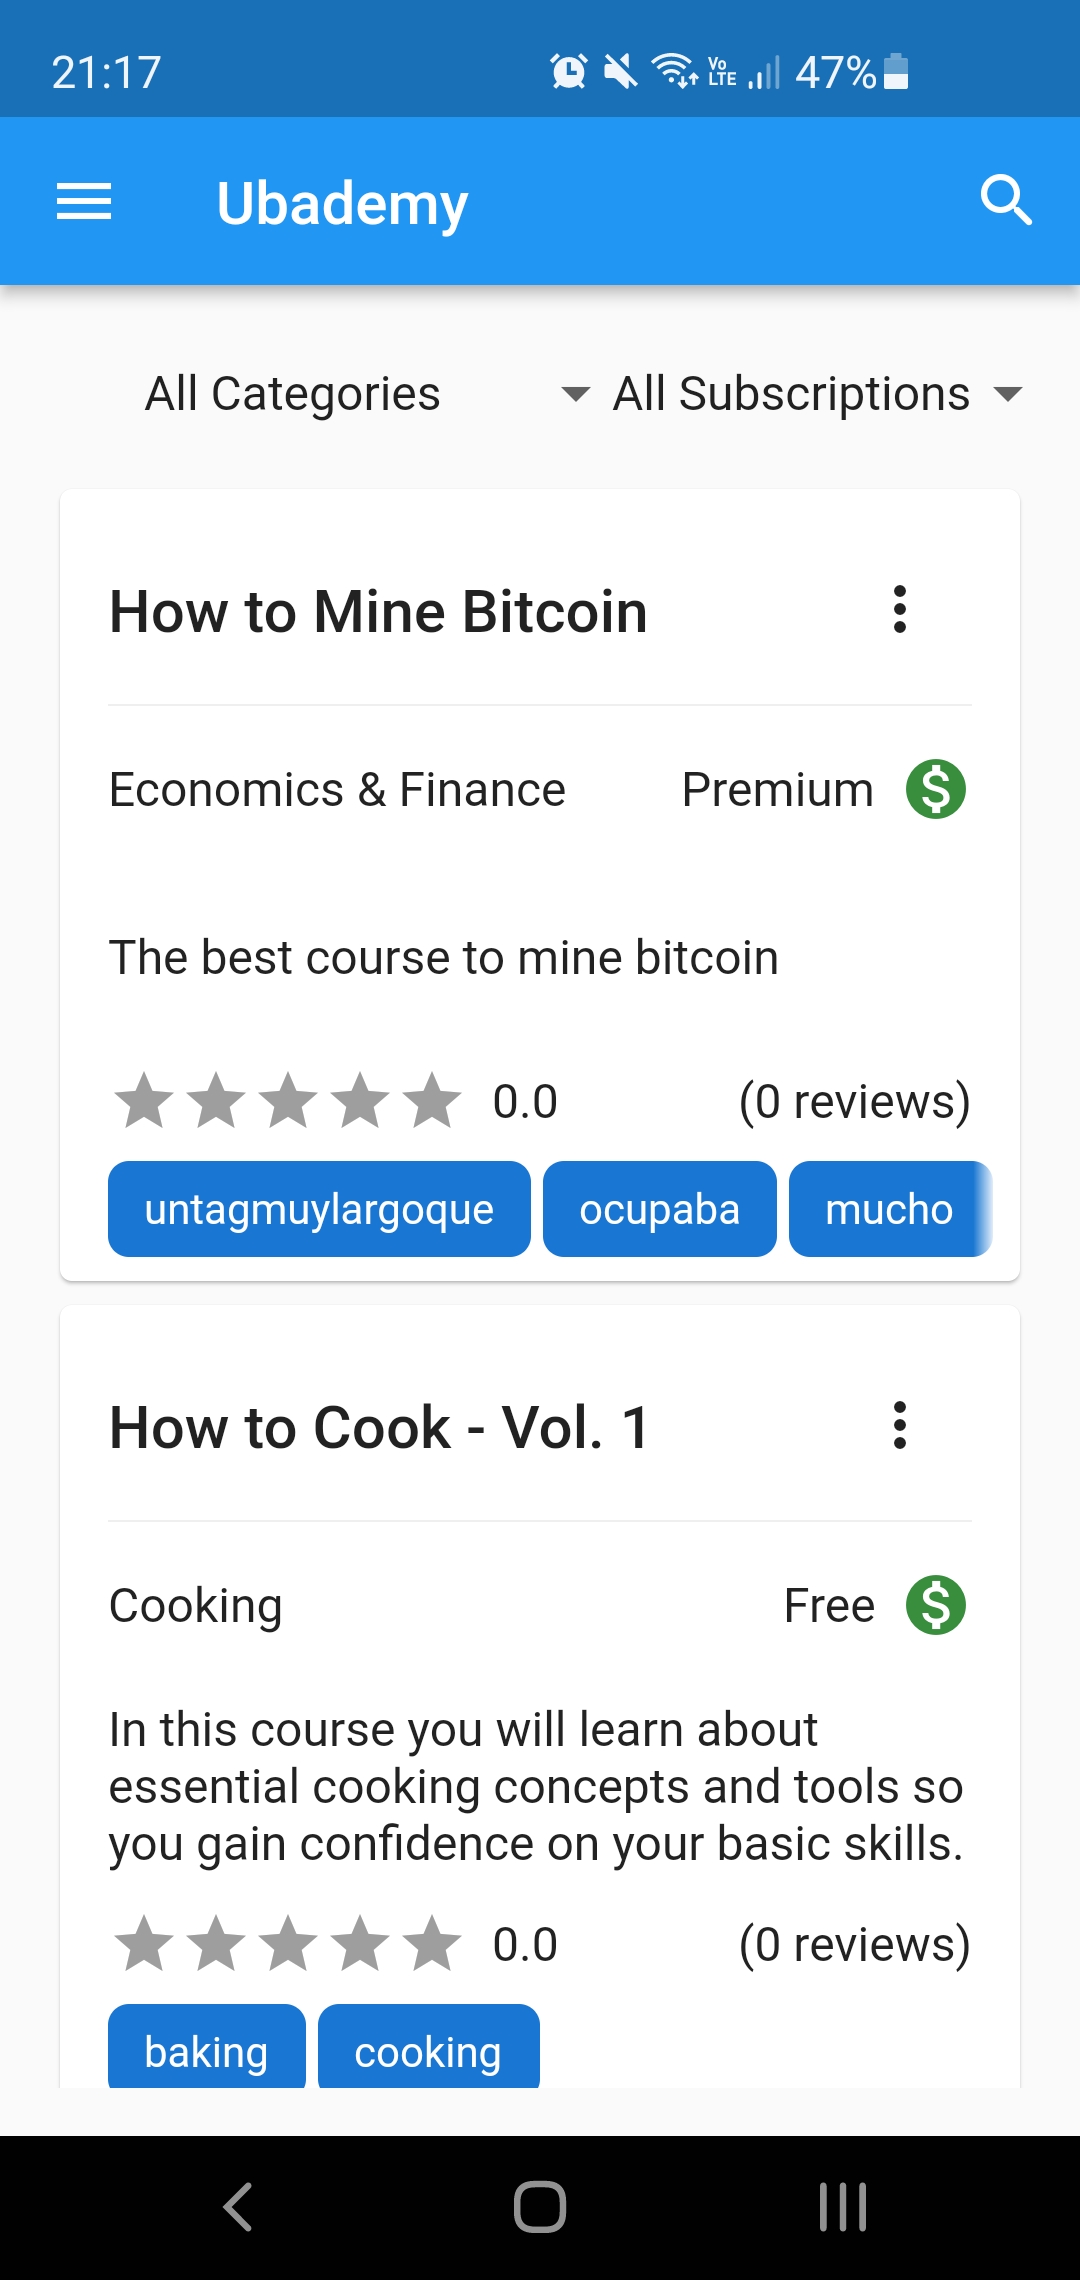 21:17
Vo LTE
47%
Ubademy
All Categories
All Subscriptions
How to Mine Bitcoin
Economics & Finance
Premium
$
The best course to mine bitcoin
0.0
(0 reviews)
untagmuylargoque
ocupaba
mucho
How to Cook - Vol. 1
Cooking
Free
$
In this course you will learn about
essential cooking concepts and tools so
you gain confidence on your basic skills.
0.0
(0 reviews)
baking
cooking